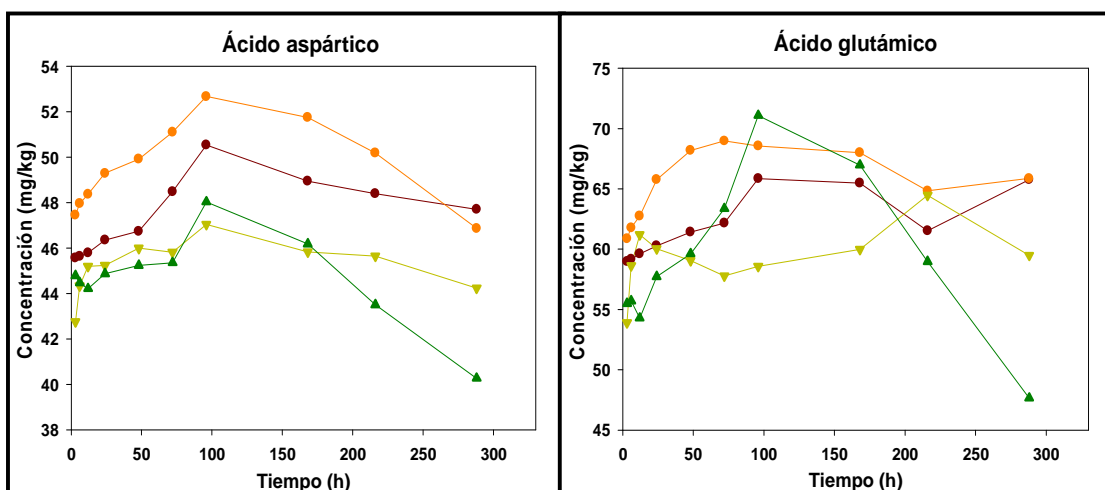 Ácido aspártico
54
52
50
48
46
44
42
40
38
Concentración (mg/kg)
0 50 100 150 200 250 300
Tiempo (h)
Ácido glutámico
75
70
65
60
55
50
45
Concentración (mg/kg)
0 50 100 150 200 250 300
Tiempo (h)